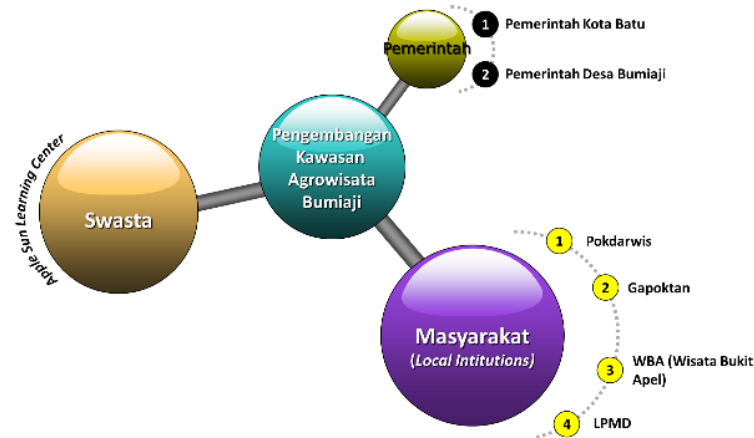 Pemerintah
1
Pemerintah Kota Batu
2
Pemerintah Desa Bumiaji
Pengembangan
Kawasan
Agrowisata
Bumiaji
Apple Sun Learning Center
Swasta
Masyarakat
(Local Intitutions)
1
Pokdarwis
2
Gapoktan
3
WBA (Wisata Bukit
Apel)
4
LPMD